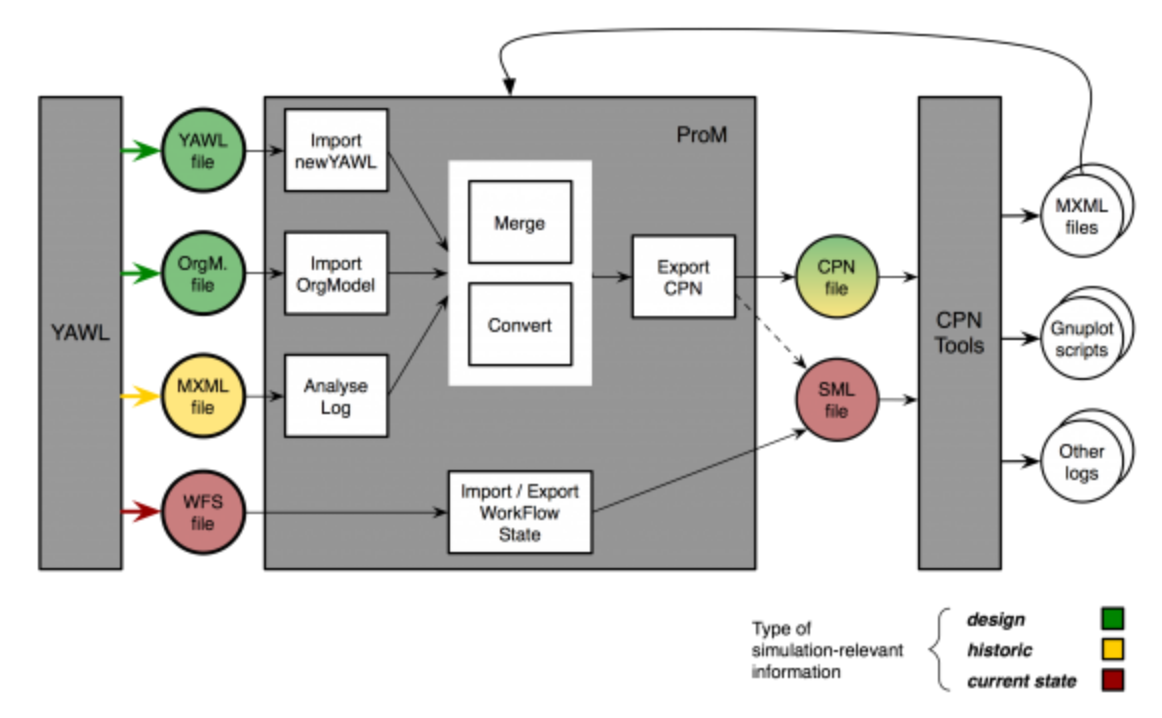 YAWL
YAWL
file
OrgM.
file
MXML
file
WFS
file
ProM
Import
newYAWL
Import
OrgModel
Analyse
Log
Merge
Convert
Export
CPN
Import / Export
WorkFlow
State
CPN
file
SML
file
CPN
Tools
MXML
files
Gnuplot
scripts
Other
logs
Type of
simulation-relevant
information
design
historic
current state